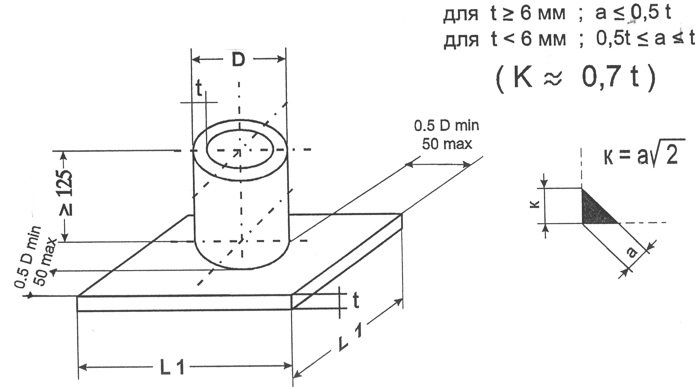 для t ≥ 6 мм ; a ≤ 0,5 t
для t < 6 мм ; 0,5t ≤ a ≤ t
( K ≈ 0,7 t )
D
t
0.5 D min
50 max
к = a√2
≥ 125
к
a
0.5 D min
50 max
t
L 1
L 1